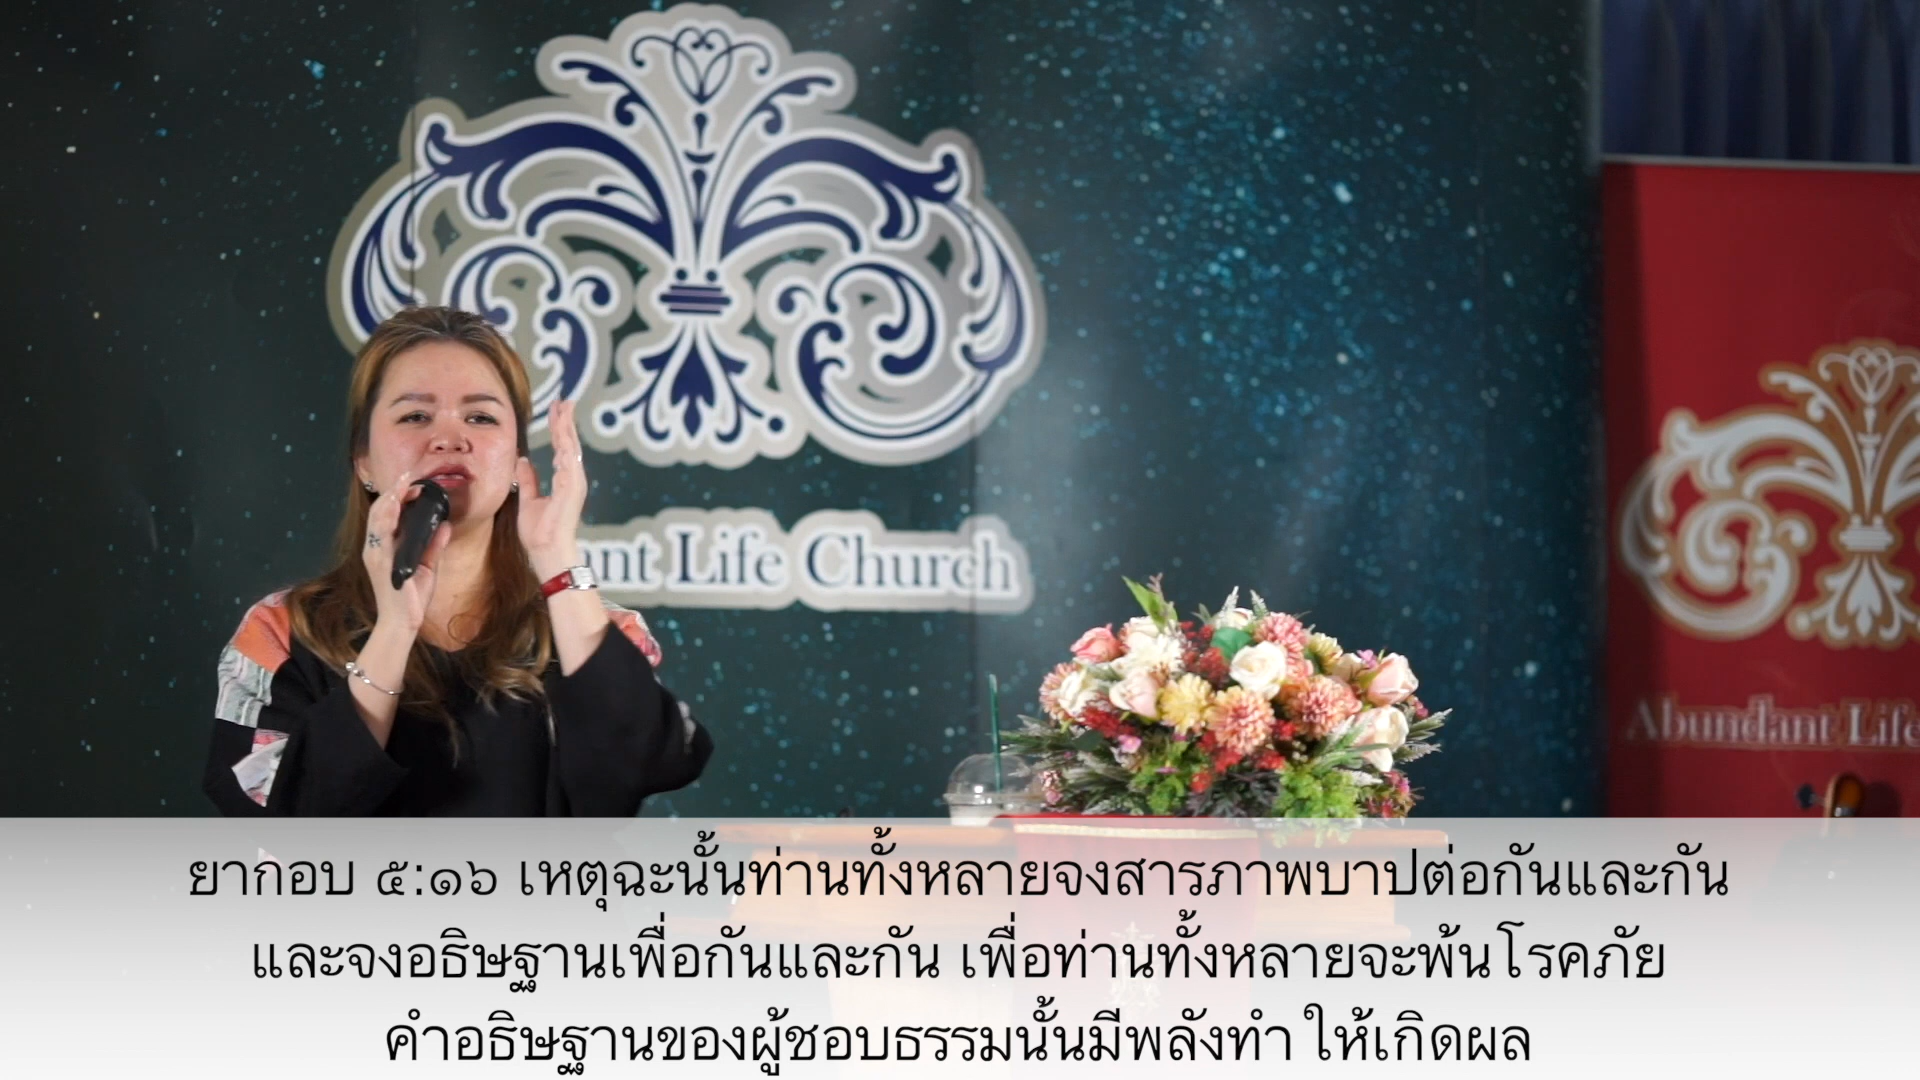 nt Life Church
Abundant Life
ยากอบ ๕:๑๖ เหตุฉะนั้นท่านทั้งหลายจงสารภาพบาปต่อกันและกัน
และจงอธิษฐานเพื่อกันและกัน เพื่อท่านทั้งหลายจะพ้นโรคภัย
คำอธิษฐานของผู้ชอบธรรมนั้นมีพลังทำ ให้เกิดผล